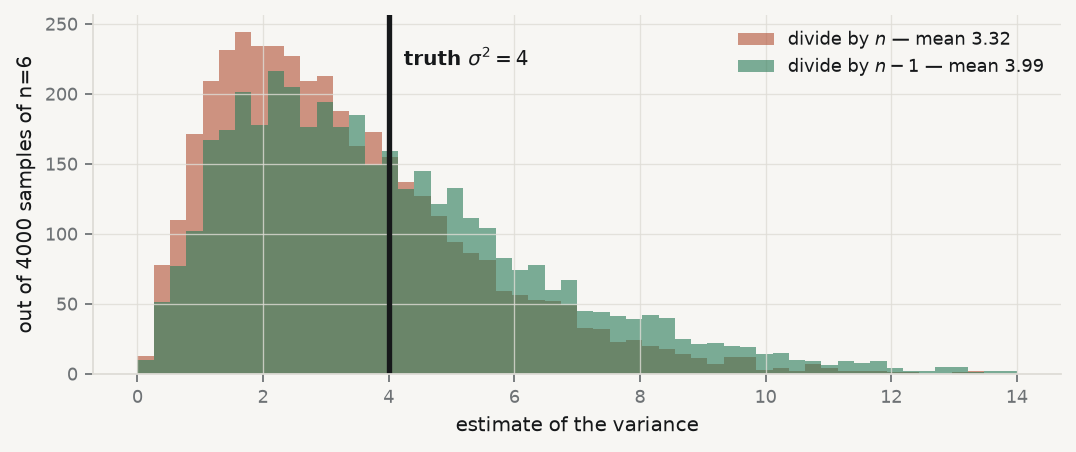 250
200
150
100
50
0
out of 4000 samples of n=6
truth σ² = 4
divide by n — mean 3.32
divide by n − 1 — mean 3.99
0 2 4 6 8 10 12 14
estimate of the variance